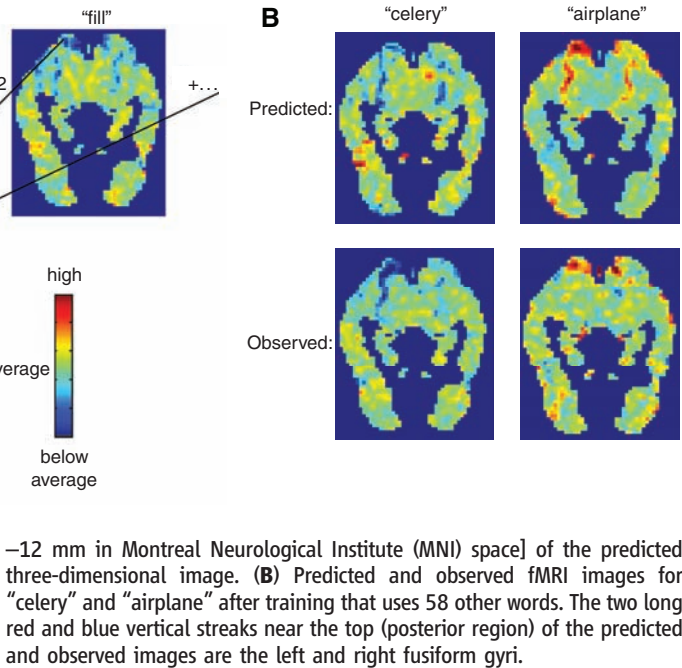 "fill"
B
"celery"
"airplane"
2
+...
Predicted:
high
Observed:
verage
below
average
−12 mm in Montreal Neurological Institute (MNI) space] of the predicted
three-dimensional image. (B) Predicted and observed fMRI images for
"celery" and "airplane" after training that uses 58 other words. The two long
red and blue vertical streaks near the top (posterior region) of the predicted
and observed images are the left and right fusiform gyri.